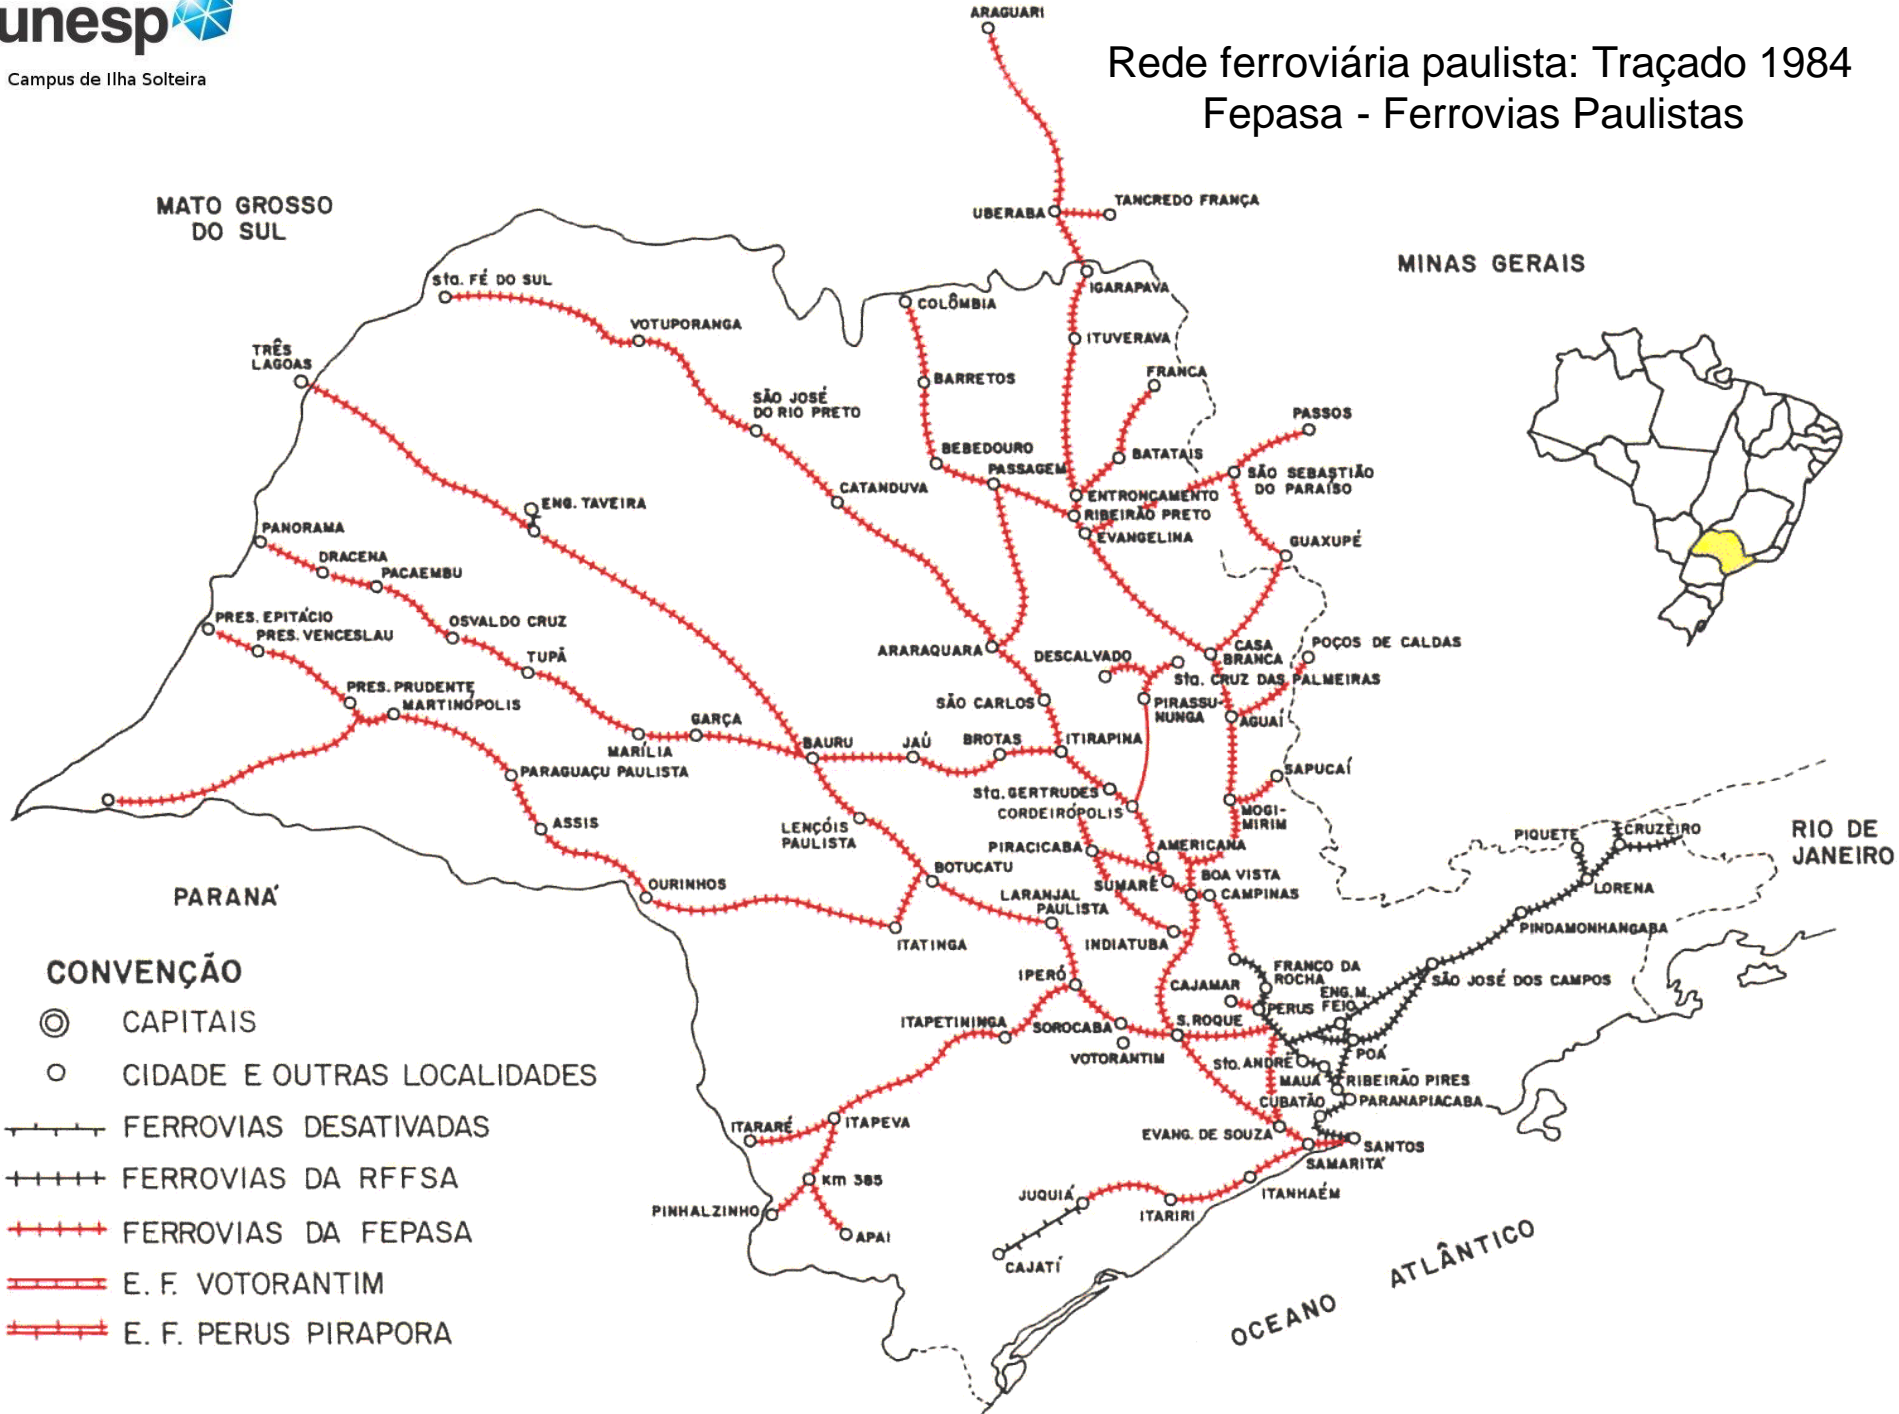 unesp
Campus de Ilha Solteira
Rede ferroviária paulista: Traçado 1984
Fepasa - Ferrovias Paulistas
ARAGUARI
MATO GROSSO
DO SUL
UBERABA
TANCREDO FRANÇA
MINAS GERAIS
Sta. FÉ DO SUL
IGARAPAVA
COLÔMBIA
VOTUPORANGA
ITUVERAVA
TRÊS
LAGOAS
BARRETOS
FRANCA
SÃO JOSÉ
DO RIO PRETO
PASSOS
BEBEDOURO
BATATAIS
PASSAGEM
SÃO SEBASTIÃO
DO PARAÍSO
CATANDUVA
ENTRONCAMENTO
ENG. TAVEIRA
RIBEIRÃO PRETO
PANORAMA
EVANGELINA
GUAXUPÉ
DRACENA
PACAEMBU
PRES. EPITÁCIO
OSVALDO CRUZ
PRES. VENCESLAU
TUPÃ
ARARAQUARA
DESCALVADO
CASA
BRANCA
POÇOS DE CALDAS
Sta. CRUZ DAS PALMEIRAS
PRES. PRUDENTE
MARTINÓPOLIS
SÃO CARLOS
PIRASSU-
NUNGA
AGUAÍ
GARÇA
MARÍLIA
BAURU
JAÚ
BROTAS
ITIRAPINA
PARAGUAÇU PAULISTA
SAPUCAÍ
Sta. GERTRUDES
CORDEIRÓPOLIS
MOGI-
MIRIM
ASSIS
LENÇÓIS
PAULISTA
PIRACICABA
AMERICANA
PIQUETE
CRUZEIRO
RIO DE
JANEIRO
BOTUCATU
SUMARÉ
BOA VISTA
CAMPINAS
LORENA
OURINHOS
LARANJAL
PAULISTA
PARANÁ
ITATINGA
INDIATUBA
PINDAMONHANGABA
CONVENÇÃO
IPERÓ
FRANCO DA
ROCHA
SÃO JOSÉ DOS CAMPOS
CAJAMAR
ENG. M.
FEIO
PERUS
CAPITAIS
ITAPETININGA
SOROCABA
S. ROQUE
VOTORANTIM
POÁ
Sto. ANDRÉ
CIDADE E OUTRAS LOCALIDADES
MAUÁ
RIBEIRÃO PIRES
CUBATÃO
PARANAPIACABA
FERROVIAS DESATIVADAS
ITARARÉ
ITAPEVA
EVANG. DE SOUZA
SANTOS
SAMARITÁ
FERROVIAS DA RFFSA
Km 385
ITANHAÉM
JUQUIÁ
PINHALZINHO
ITARIRI
FERROVIAS DA FEPASA
APAI
CAJATÍ
OCEANO ATLÂNTICO
E. F. VOTORANTIM
E. F. PERUS PIRAPORA